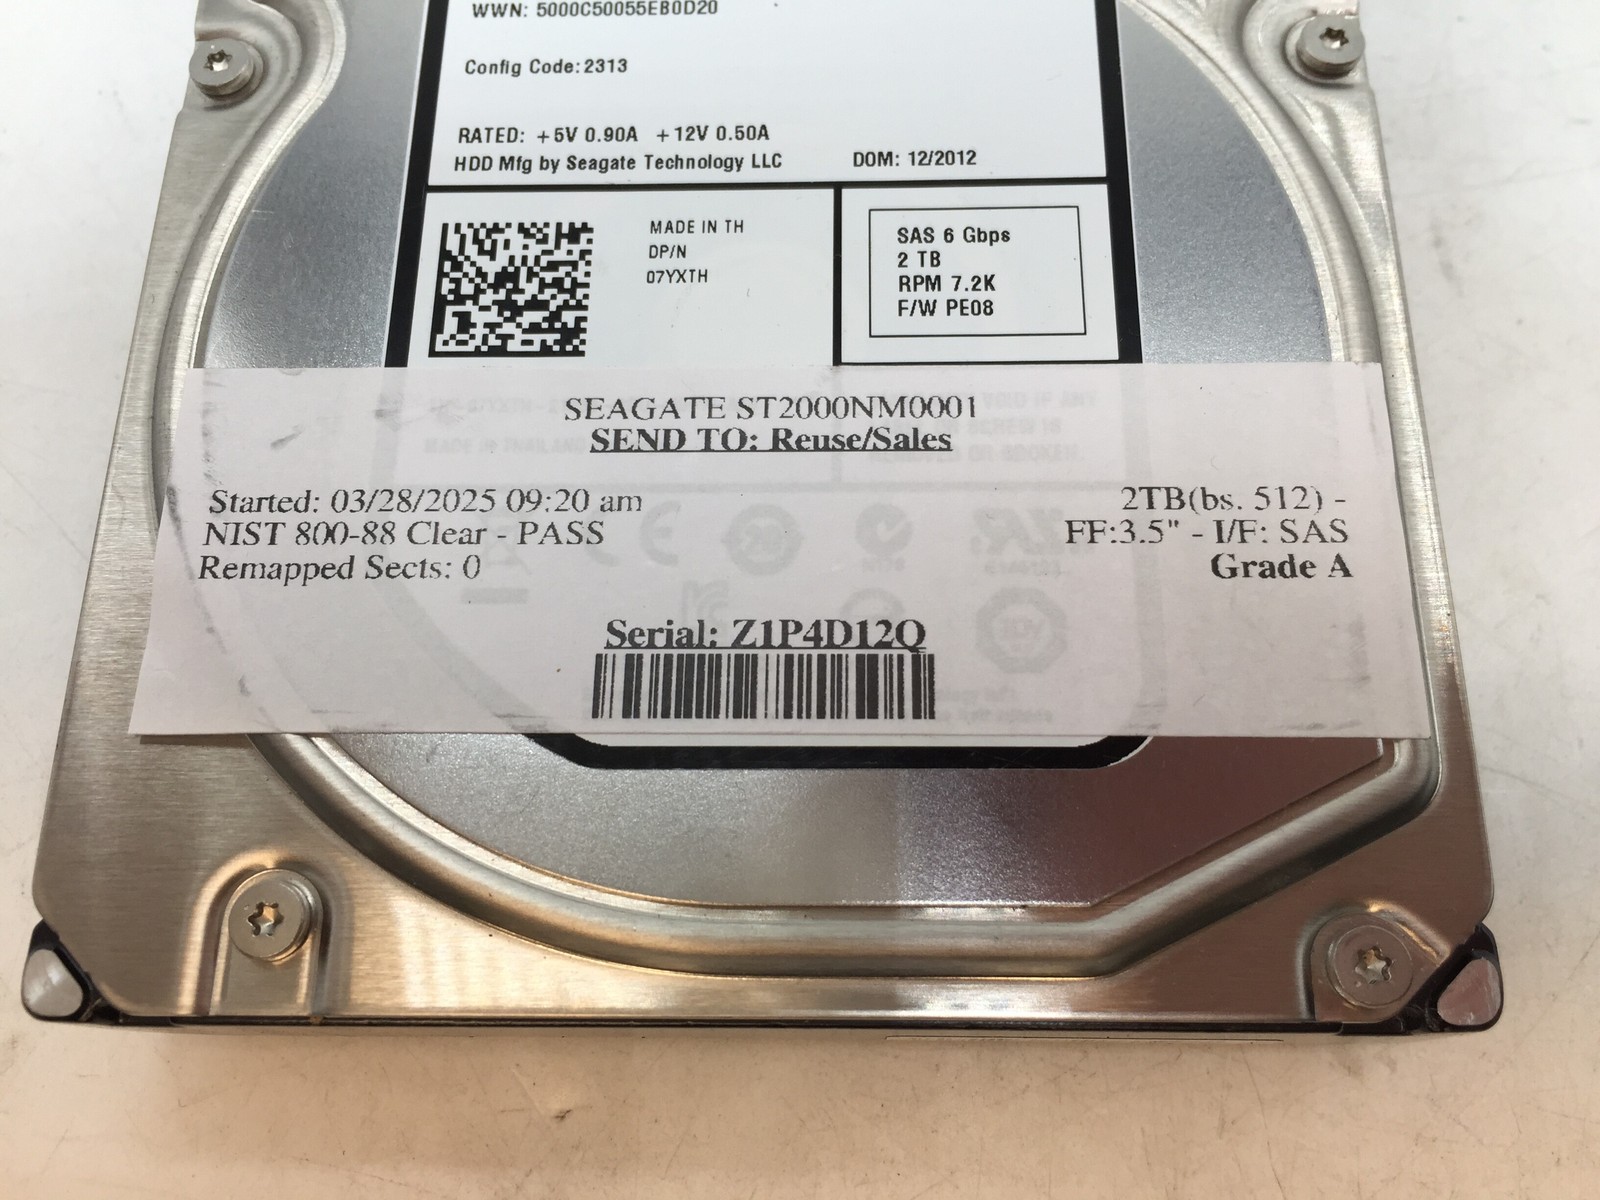 WWN: 5000C50055EB0D20
Config Code: 2313
RATED: +5V 0.90A +12V 0.50A
HDD Mfg by Seagate Technology LLC
DOM: 12/2012
MADE IN TH
DP/N
07YXTH
SAS 6 Gbps
2 TB
RPM 7.2K
F/W PE08
SEAGATE ST2000NM0001
SEND TO: Reuse/Sales
Started: 03/28/2025 09:20 am
NIST 800-88 Clear - PASS
Remapped Sects: 0
2TB(bs. 512) -
FF:3.5" - I/F: SAS
Grade A
Serial: Z1P4D12Q